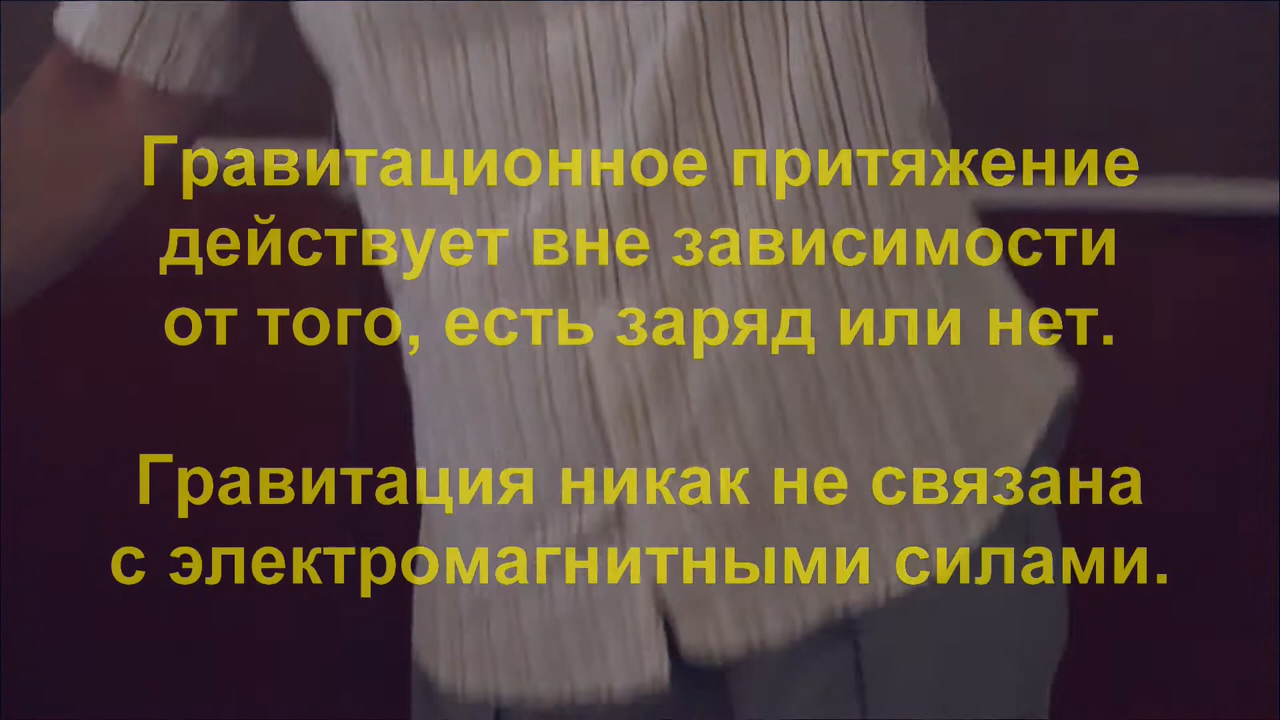 Гравитационное притяжение
действует вне зависимости
от того, есть заряд или нет.
Гравитация никак не связана
с электромагнитными силами.